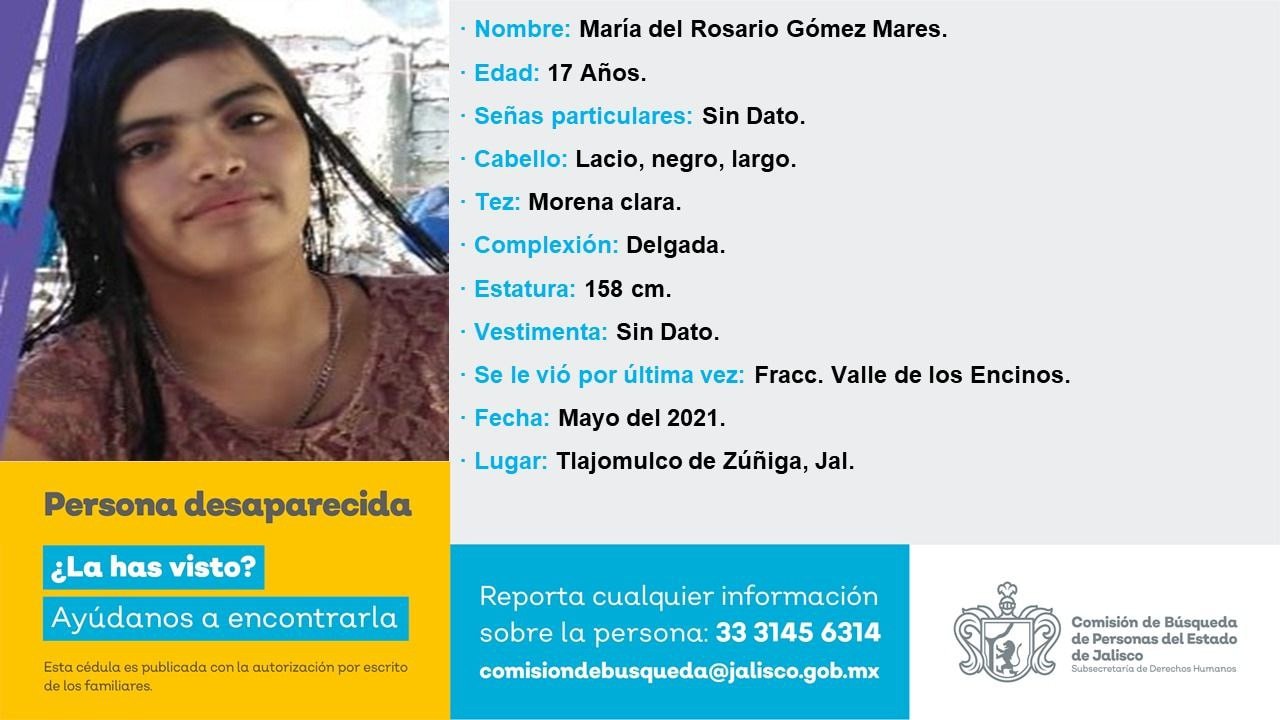 · Nombre: María del Rosario Gómez Mares.
· Edad: 17 Años.
· Señas particulares: Sin Dato.
· Cabello: Lacio, negro, largo.
· Tez: Morena clara.
· Complexión: Delgada.
· Estatura: 158 cm.
· Vestimenta: Sin Dato.
· Se le vió por última vez: Fracc. Valle de los Encinos.
· Fecha: Mayo del 2021.
· Lugar: Tlajomulco de Zúñiga, Jal.
Persona desaparecida
¿La has visto?
Ayúdanos a encontrarla
Esta cédula es publicada con la autorización por escrito
de los familiares.
Reporta cualquier información
sobre la persona: 33 3145 6314
comisiondebusqueda@jalisco.gob.mx
Comisión de Búsqueda
de Personas del Estado
de Jalisco
Subsecretaría de Derechos Humanos